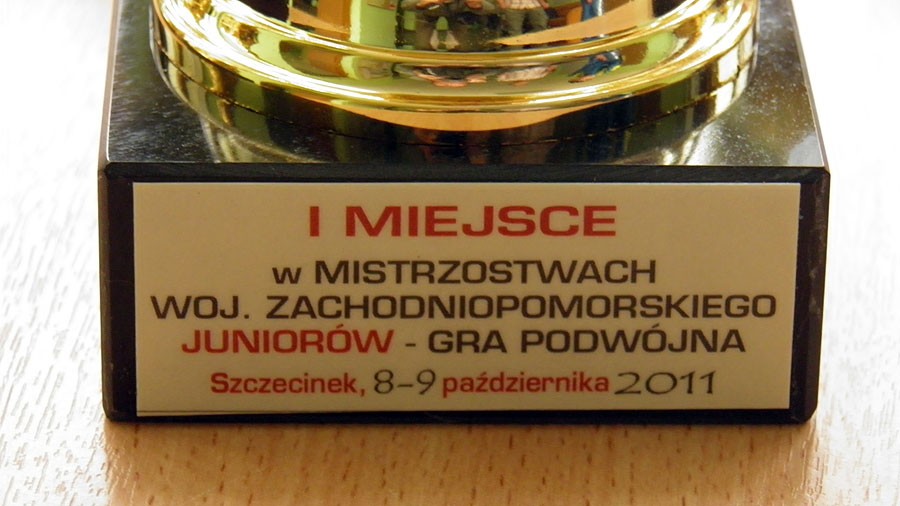 I MIEJSCE
w MISTRZOSTWACH
WOJ. ZACHODNIOPOMORSKIEGO
JUNIORÓW - GRA PODWÓJNA
Szczecinek, 8-9 października 2011